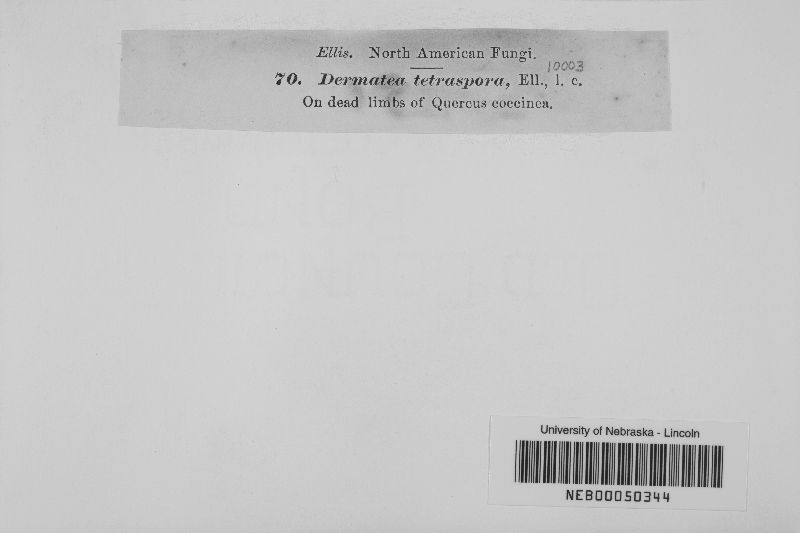 Ellis. North American Fungi.
10003
70. Dermatea tetraspora, Ell., l. c.
On dead limbs of Quercus coccinea.
University of Nebraska - Lincoln
NEB00050344